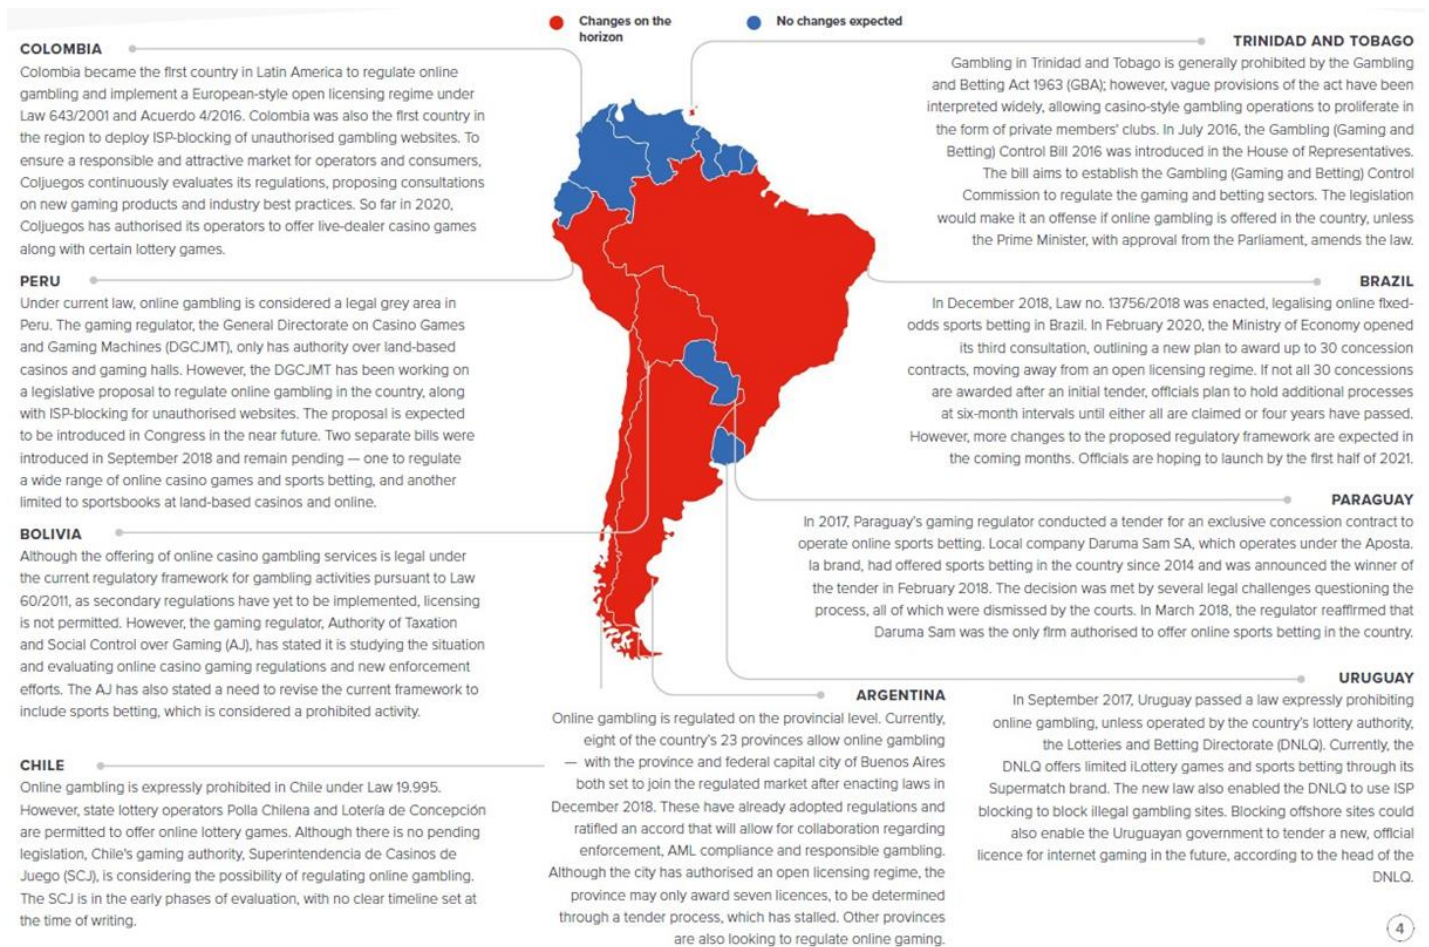 Changes on the
horizon
No changes expected
COLOMBIA
Colombia became the first country in Latin America to regulate online
gambling and implement a European-style open licensing regime under
Law 643/2001 and Acuerdo 4/2016. Colombia was also the first country in
the region to deploy ISP-blocking of unauthorised gambling websites. To
ensure a responsible and attractive market for operators and consumers,
Coljuegos continuously evaluates its regulations, proposing consultations
on new gaming products and industry best practices. So far in 2020,
Coljuegos has authorised its operators to offer live-dealer casino games
along with certain lottery games.
PERU
Under current law, online gambling is considered a legal grey area in
Peru. The gaming regulator, the General Directorate on Casino Games
and Gaming Machines (DGCJMT), only has authority over land-based
casinos and gaming halls. However, the DGCJMT has been working on
a legislative proposal to regulate online gambling in the country, along
with ISP-blocking for unauthorised websites. The proposal is expected
to be introduced in Congress in the near future. Two separate bills were
introduced in September 2018 and remain pending — one to regulate
a wide range of online casino games and sports betting, and another
limited to sportsbooks at land-based casinos and online.
BOLIVIA
Although the offering of online casino gambling services is legal under
the current regulatory framework for gambling activities pursuant to Law
60/2011, as secondary regulations have yet to be implemented, licensing
is not permitted. However, the gaming regulator, Authority of Taxation
and Social Control over Gaming (AJ), has stated it is studying the situation
and evaluating online casino gaming regulations and new enforcement
efforts. The AJ has also stated a need to revise the current framework to
include sports betting, which is considered a prohibited activity.
CHILE
Online gambling is expressly prohibited in Chile under Law 19.995.
However, state lottery operators Polla Chilena and Lotería de Concepción
are permitted to offer online lottery games. Although there is no pending
legislation, Chile's gaming authority, Superintendencia de Casinos de
Juego (SCJ), is considering the possibility of regulating online gambling.
The SCJ is in the early phases of evaluation, with no clear timeline set at
the time of writing.
TRINIDAD AND TOBAGO
Gambling in Trinidad and Tobago is generally prohibited by the Gambling
and Betting Act 1963 (GBA); however, vague provisions of the act have been
interpreted widely, allowing casino-style gambling operations to proliferate in
the form of private members' clubs. In July 2016, the Gambling (Gaming and
Betting) Control Bill 2016 was introduced in the House of Representatives.
The bill aims to establish the Gambling (Gaming and Betting) Control
Commission to regulate the gaming and betting sectors. The legislation
would make it an offense if online gambling is offered in the country, unless
the Prime Minister, with approval from the Parliament, amends the law.
BRAZIL
In December 2018, Law no. 13756/2018 was enacted, legalising online fixed-
odds sports betting in Brazil. In February 2020, the Ministry of Economy opened
its third consultation, outlining a new plan to award up to 30 concession
contracts, moving away from an open licensing regime. If not all 30 concessions
are awarded after an initial tender, officials plan to hold additional processes
at six-month intervals until either all are claimed or four years have passed.
However, more changes to the proposed regulatory framework are expected in
the coming months. Officials are hoping to launch by the first half of 2021.
PARAGUAY
In 2017, Paraguay's gaming regulator conducted a tender for an exclusive concession contract to
operate online sports betting. Local company Daruma Sam SA, which operates under the Aposta.
la brand, had offered sports betting in the country since 2014 and was announced the winner of
the tender in February 2018. The decision was met by several legal challenges questioning the
process, all of which were dismissed by the courts. In March 2018, the regulator reaffirmed that
Daruma Sam was the only firm authorised to offer online sports betting in the country.
URUGUAY
In September 2017, Uruguay passed a law expressly prohibiting
online gambling, unless operated by the country's lottery authority,
the Lotteries and Betting Directorate (DNLQ). Currently, the
DNLQ offers limited iLottery games and sports betting through its
Supermatch brand. The new law also enabled the DNLQ to use ISP
blocking to block illegal gambling sites. Blocking offshore sites could
also enable the Uruguayan government to tender a new, official
licence for internet gaming in the future, according to the head of the
DNLQ.
ARGENTINA
Online gambling is regulated on the provincial level. Currently,
eight of the country's 23 provinces allow online gambling
— with the province and federal capital city of Buenos Aires
both set to join the regulated market after enacting laws in
December 2018. These have already adopted regulations and
ratified an accord that will allow for collaboration regarding
enforcement, AML compliance and responsible gambling.
Although the city has authorised an open licensing regime, the
province may only award seven licences, to be determined
through a tender process, which has stalled. Other provinces
are also looking to regulate online gaming.
4